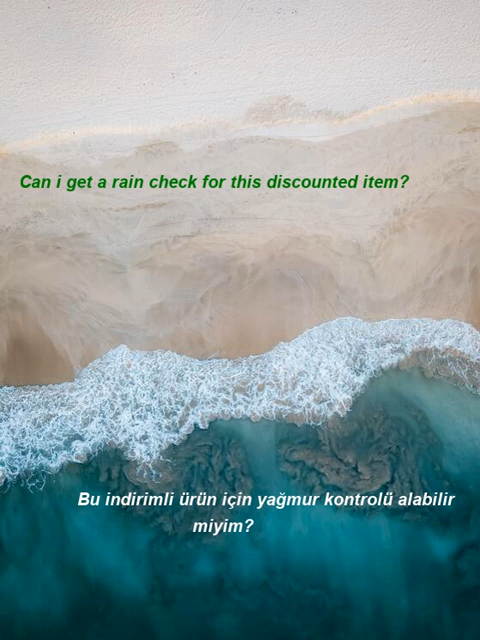 Can i get a rain check for this discounted item?
Bu indirimli ürün için yağmur kontrolü alabilir
miyim?